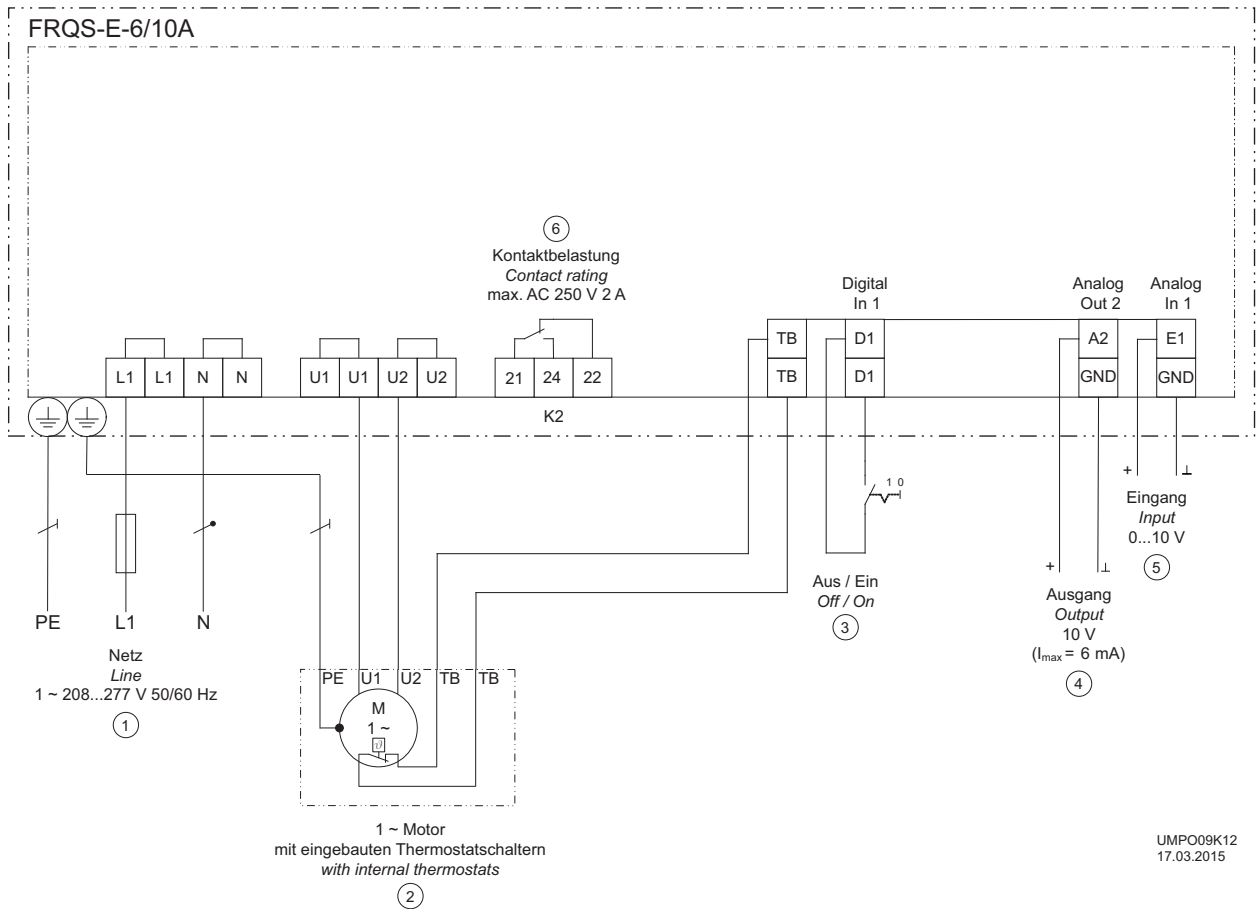 FRQS-E-6/10A
6
Kontaktbelastung
Contact rating
max. AC 250 V 2 A
Digital
In 1
Analog
Out 2
Analog
In 1
L1 L1 N N
U1 U1 U2 U2
21 24 22
K2
TB
TB
D1
D1
A2
GND
E1
GND
PE L1 N
Netz
Line
1 ~ 208...277 V 50/60 Hz
1
PE U1 U2 TB TB
M
1 ~
ϑ
1 ~ Motor
mit eingebauten Thermostatschaltern
with internal thermostats
2
1 0
Aus / Ein
Off / On
3
+ ⊥
Ausgang
Output
10 V
(Imax = 6 mA)
4
+ ⊥
Eingang
Input
0...10 V
5
UMPO09K12
17.03.2015